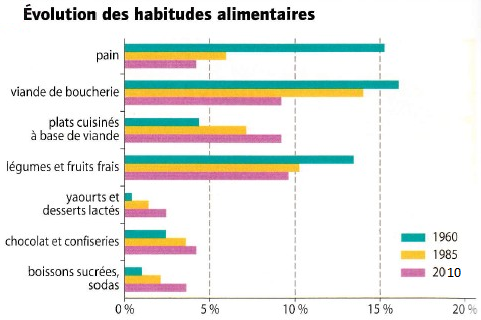 Évolution des habitudes alimentaires
pain
viande de boucherie
plats cuisinés
à base de viande
légumes et fruits frais
yaourts et
desserts lactés
chocolat et confiseries
boissons sucrées,
sodas
1960
1985
2010
0 % 5 % 10 % 15 % 20 %